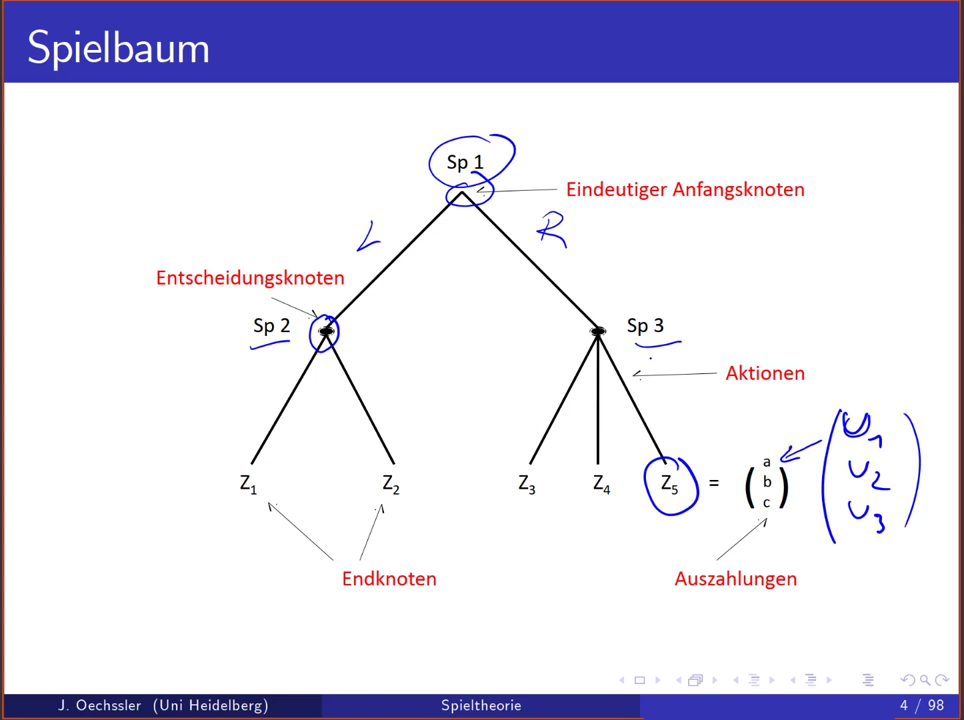 Spielbaum
Sp 1
Eindeutiger Anfangsknoten
L
R
Entscheidungsknoten
Sp 2
Sp 3
Aktionen
Z₁
Z₂
Z₃
Z₄
Z₅ = ( a b c )
U₁
U₂
U₃
Endknoten
Auszahlungen
J. Oechssler (Uni Heidelberg)
Spieltheorie
4 / 98